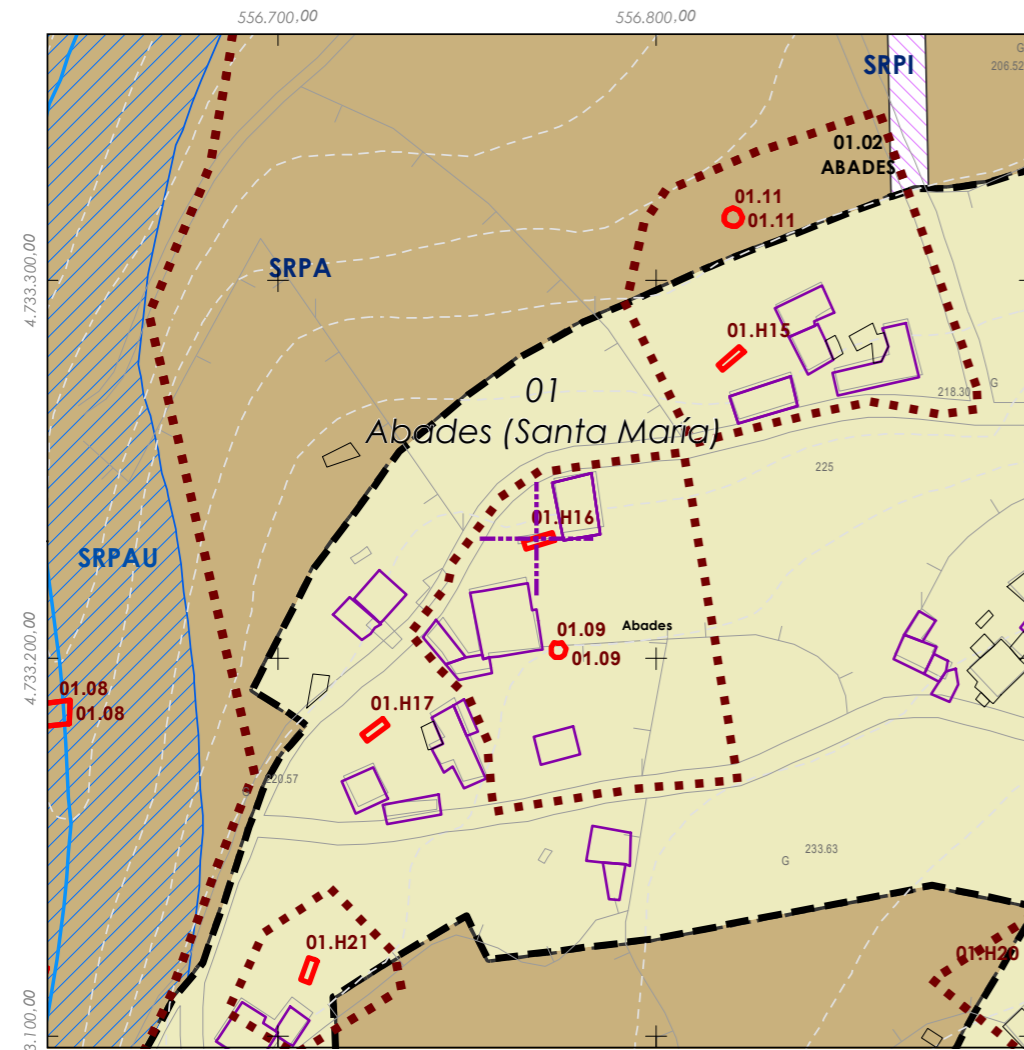 556.700,00
556.800,00
SRPI
G
206.52
01.02
ABADES
01.11
01.11
4.733.300,00
SRPA
01.H15
218.30
G
01
Abades (Santa María)
225
01.H16
SRPAU
4.733.200,00
01.09
Abades
01.09
01.08
01.08
01.H17
220.57
G
233.63
G
01.H21
01.H20
3.100,00